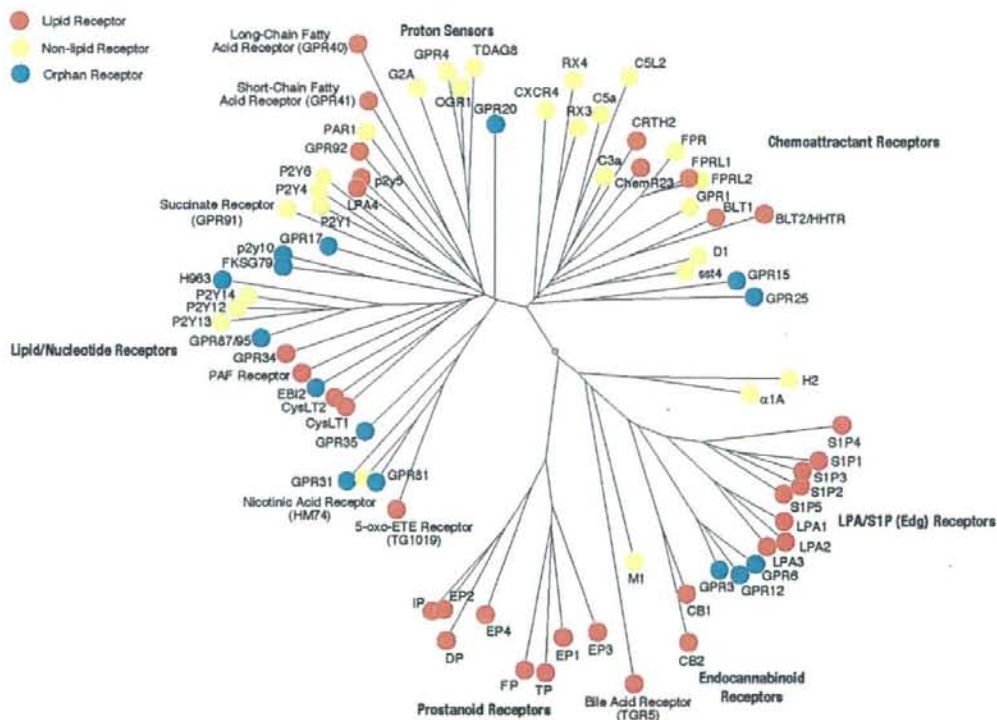 Lipid Receptor
Non-lipid Receptor
Orphan Receptor
Long-Chain Fatty
Acid Receptor (GPR40)
Short-Chain Fatty
Acid Receptor (GPR41)
Proton Sensors
G2A
GPR4
OGR1
TDAG8
GPR20
CXCR4
RX4
RX3
C5a
C5L2
CRTH2
C3a
ChemR23
FPR
FPRL1
FPRL2
GPR1
BLT1
BLT2/HHTR
Chemoattractant Receptors
D1
sst4
GPR15
GPR25
PAR1
GPR92
p2y5
LPA4
P2Y6
P2Y4
P2Y1
Succinate Receptor
(GPR91)
GPR17
p2y10
FKSG79
H963
P2Y14
P2Y12
P2Y13
GPR87/95
Lipid/Nucleotide Receptors
GPR34
PAF Receptor
EBI2
CysLT2
CysLT1
GPR35
GPR31
GPR81
Nicotinic Acid Receptor
(HM74)
5-oxo-ETE Receptor
(TG1019)
H2
α1A
S1P4
S1P1
S1P3
S1P2
S1P5
LPA/S1P (Edg) Receptors
LPA1
LPA2
LPA3
GPR6
GPR12
GPR3
M1
CB1
CB2
Endocannabinoid
Receptors
IP
EP2
DP
EP4
FP
TP
EP1
EP3
Prostanoid Receptors
Bile Acid Receptor
(TGR5)